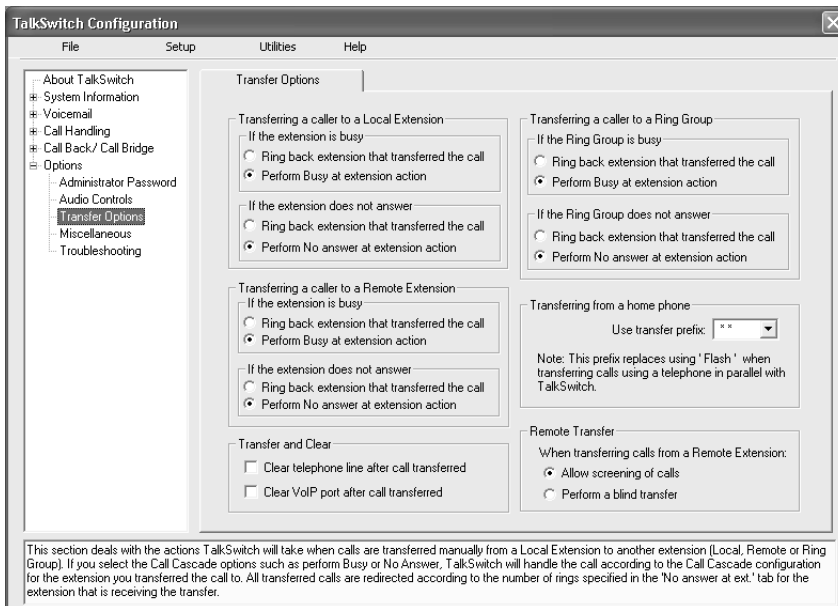 TalkSwitch Configuration
File Setup Utilities Help
About TalkSwitch
System Information
Voicemail
Call Handling
Call Back/ Call Bridge
Options
Administrator Password
Audio Controls
Transfer Options
Miscellaneous
Troubleshooting
Transfer Options
Transferring a caller to a Local Extension
If the extension is busy
Ring back extension that transferred the call
Perform Busy at extension action
If the extension does not answer
Ring back extension that transferred the call
Perform No answer at extension action
Transferring a caller to a Remote Extension
If the extension is busy
Ring back extension that transferred the call
Perform Busy at extension action
If the extension does not answer
Ring back extension that transferred the call
Perform No answer at extension action
Transfer and Clear
Clear telephone line after call transferred
Clear VoIP port after call transferred
Transferring a caller to a Ring Group
If the Ring Group is busy
Ring back extension that transferred the call
Perform Busy at extension action
If the Ring Group does not answer
Ring back extension that transferred the call
Perform No answer at extension action
Transferring from a home phone
Use transfer prefix: **
Note: This prefix replaces using ' Flash ' when
transferring calls using a telephone in parallel with
TalkSwitch.
Remote Transfer
When transferring calls from a Remote Extension:
Allow screening of calls
Perform a blind transfer
This section deals with the actions TalkSwitch will take when calls are transferred manually from a Local Extension to another extension (Local, Remote or Ring
Group). If you select the Call Cascade options such as perform Busy or No Answer, TalkSwitch will handle the call according to the Call Cascade configuration
for the extension you transferred the call to. All transferred calls are redirected according to the number of rings specified in the 'No answer at ext.' tab for the
extension that is receiving the transfer.